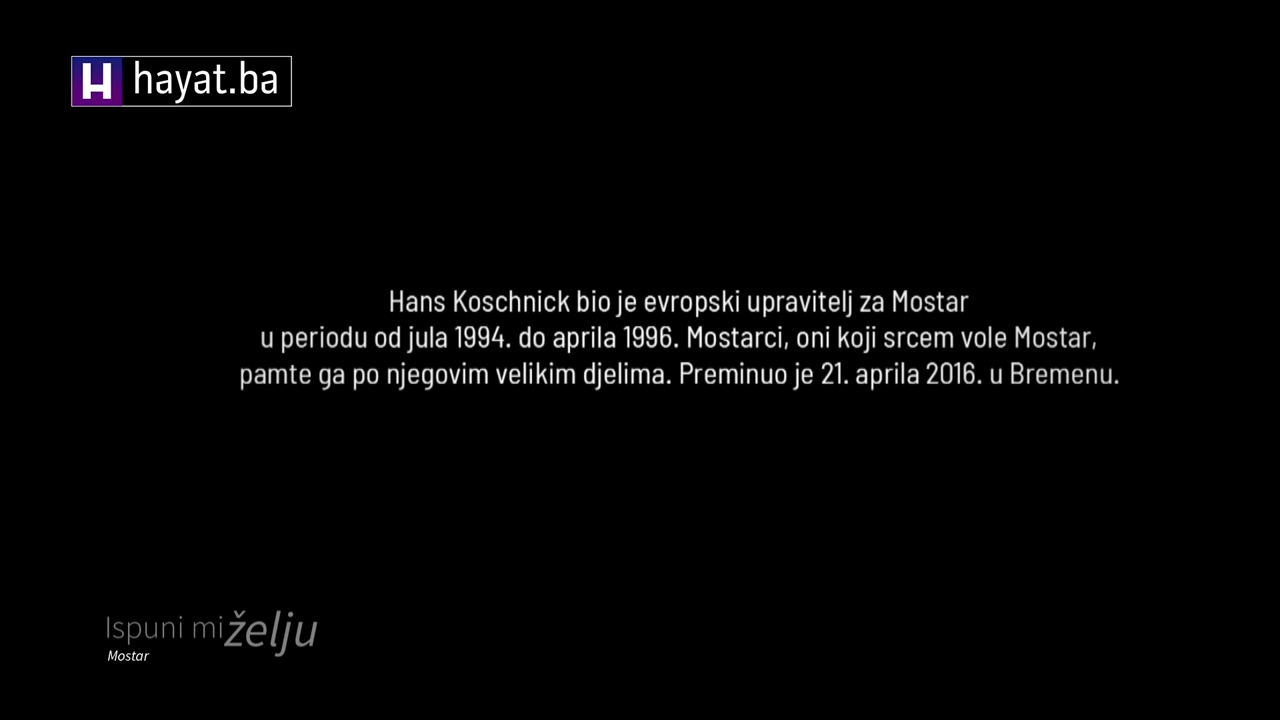 H hayat.ba
Hans Koschnick bio je evropski upravitelj za Mostar
u periodu od jula 1994. do aprila 1996. Mostarci, oni koji srcem vole Mostar,
pamte ga po njegovim velikim djelima. Preminuo je 21. aprila 2016. u Bremenu.
Ispuni mi želju
Mostar